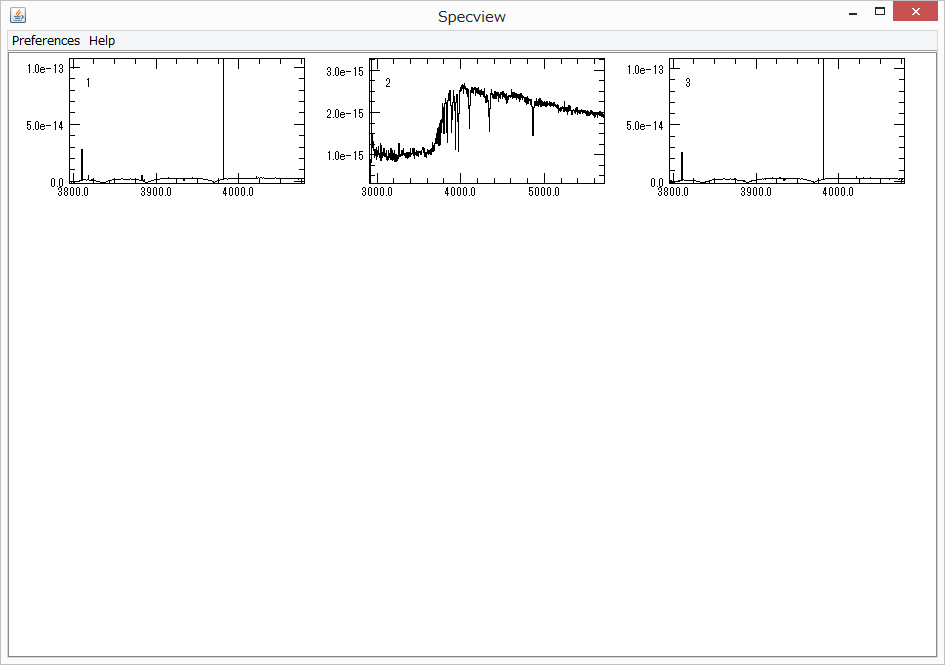 Specview
Preferences Help
1.0e-13
5.0e-14
0.0
3800.0 3900.0 4000.0
1
3.0e-15
2.0e-15
1.0e-15
3000.0 4000.0 5000.0
2
1.0e-13
5.0e-14
0.0
3800.0 3900.0 4000.0
3